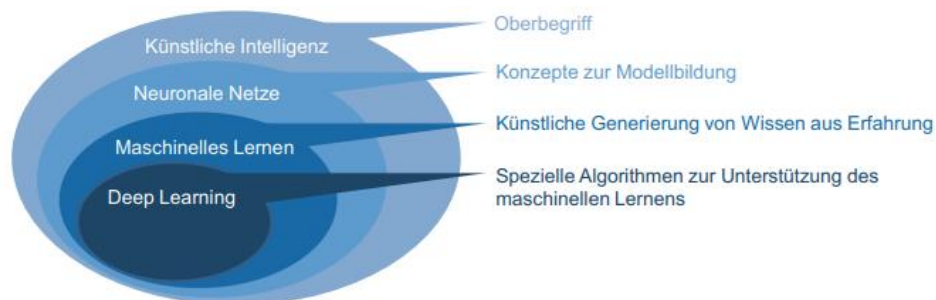 Künstliche Intelligenz
Oberbegriff
Neuronale Netze
Konzepte zur Modellbildung
Maschinelles Lernen
Künstliche Generierung von Wissen aus Erfahrung
Deep Learning
Spezielle Algorithmen zur Unterstützung des
maschinellen Lernens